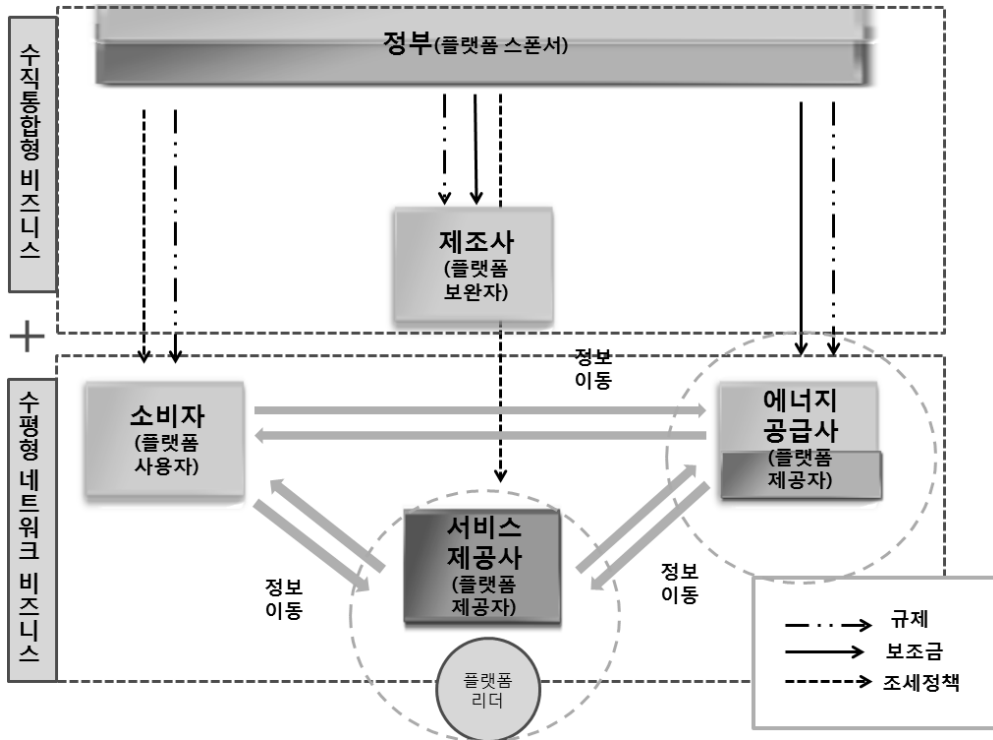 수직통합형 비즈니스
정부(플랫폼 스폰서)
제조사
(플랫폼
보완자)
+
수평형 네트워크 비즈니스
정보
이동
소비자
(플랫폼
사용자)
에너지
공급사
(플랫폼
제공자)
서비스
제공사
(플랫폼
제공자)
정보
이동
정보
이동
플랫폼
리더
규제
보조금
조세정책